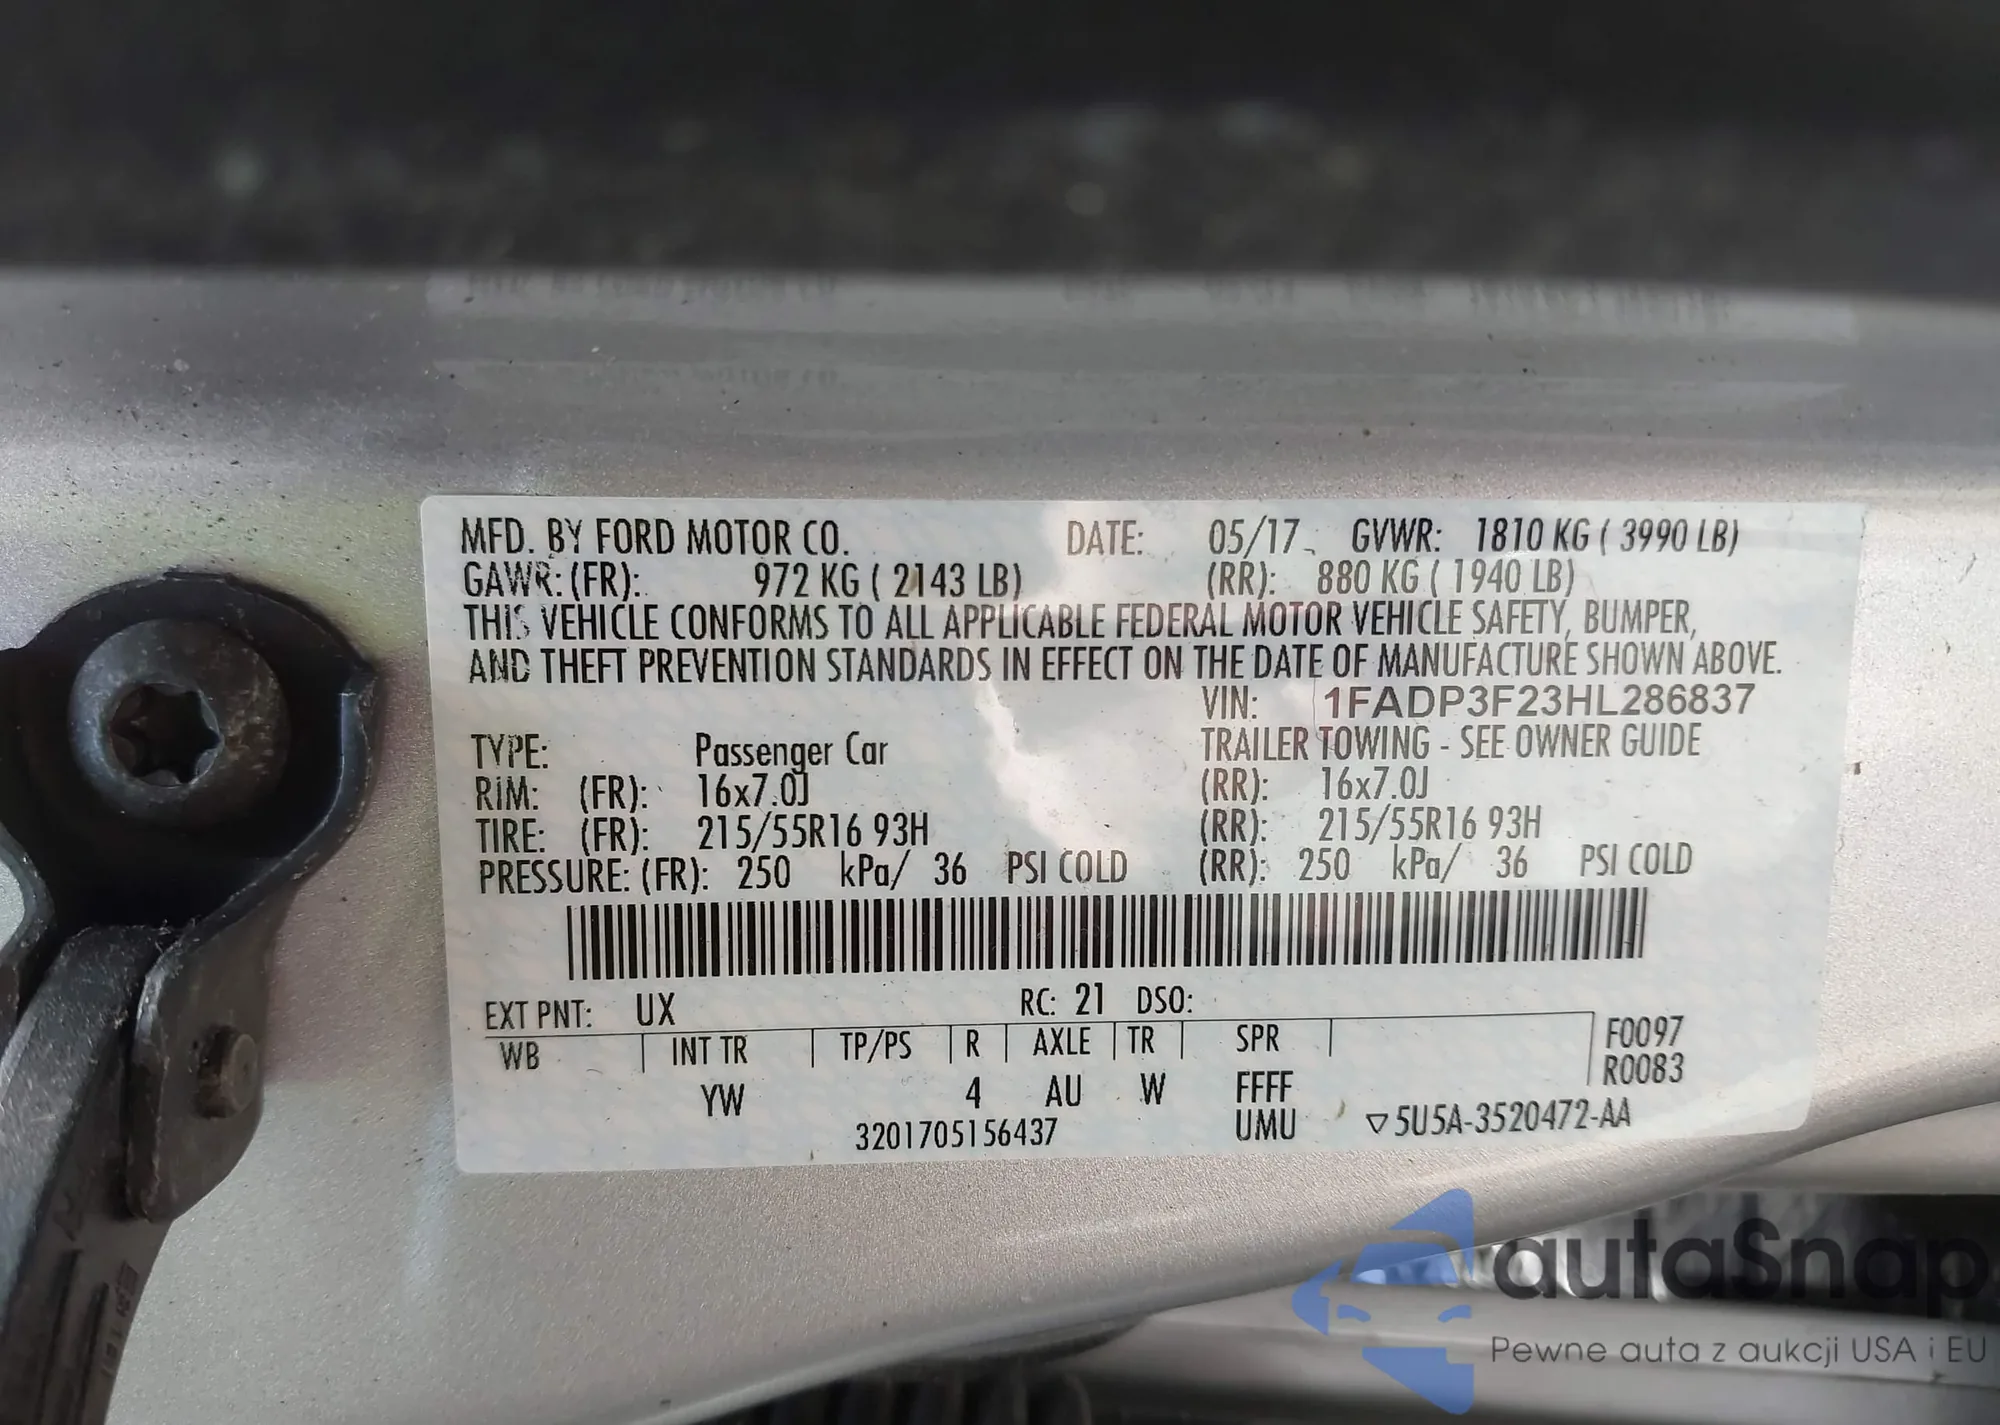 MFD. BY FORD MOTOR CO. DATE: 05/17 GVWR: 1810 KG ( 3990 LB)
GAWR: (FR): 972 KG ( 2143 LB) (RR): 880 KG ( 1940 LB)
THIS VEHICLE CONFORMS TO ALL APPLICABLE FEDERAL MOTOR VEHICLE SAFETY, BUMPER,
AND THEFT PREVENTION STANDARDS IN EFFECT ON THE DATE OF MANUFACTURE SHOWN ABOVE.
VIN: 1FADP3F23HL286837
TYPE: Passenger Car TRAILER TOWING - SEE OWNER GUIDE
RIM: (FR): 16x7.0J (RR): 16x7.0J
TIRE: (FR): 215/55R16 93H (RR): 215/55R16 93H
PRESSURE: (FR): 250 kPa/ 36 PSI COLD (RR): 250 kPa/ 36 PSI COLD
EXT PNT: UX RC: 21 DSO:
WB INT TR TP/PS R AXLE TR SPR F0097
R0083
YW 4 AU W FFFF
3201705156437 UMU ▽5U5A-3520472-AA
autaSnap
Pewne auta z aukcji USA i EU